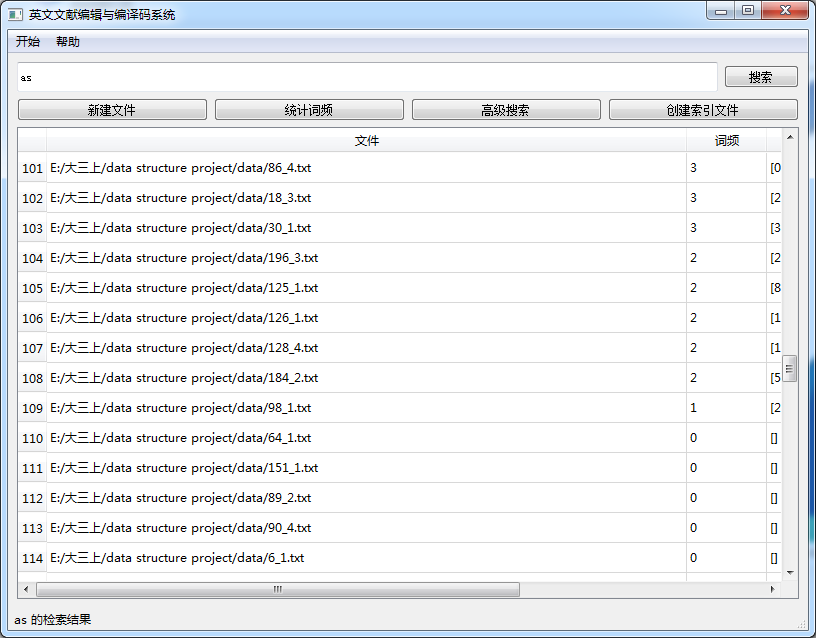 英文文献编辑与编译码系统
开始 帮助
as 搜索
新建文件 统计词频 高级搜索 创建索引文件
文件 词频
101 E:/大三上/data structure project/data/86_4.txt 3 [0
102 E:/大三上/data structure project/data/18_3.txt 3 [2
103 E:/大三上/data structure project/data/30_1.txt 3 [3
104 E:/大三上/data structure project/data/196_3.txt 2 [2
105 E:/大三上/data structure project/data/125_1.txt 2 [8
106 E:/大三上/data structure project/data/126_1.txt 2 [1
107 E:/大三上/data structure project/data/128_4.txt 2 [1
108 E:/大三上/data structure project/data/184_2.txt 2 [5
109 E:/大三上/data structure project/data/98_1.txt 1 [2
110 E:/大三上/data structure project/data/64_1.txt 0 []
111 E:/大三上/data structure project/data/151_1.txt 0 []
112 E:/大三上/data structure project/data/89_2.txt 0 []
113 E:/大三上/data structure project/data/90_4.txt 0 []
114 E:/大三上/data structure project/data/6_1.txt 0 []
as 的检索结果